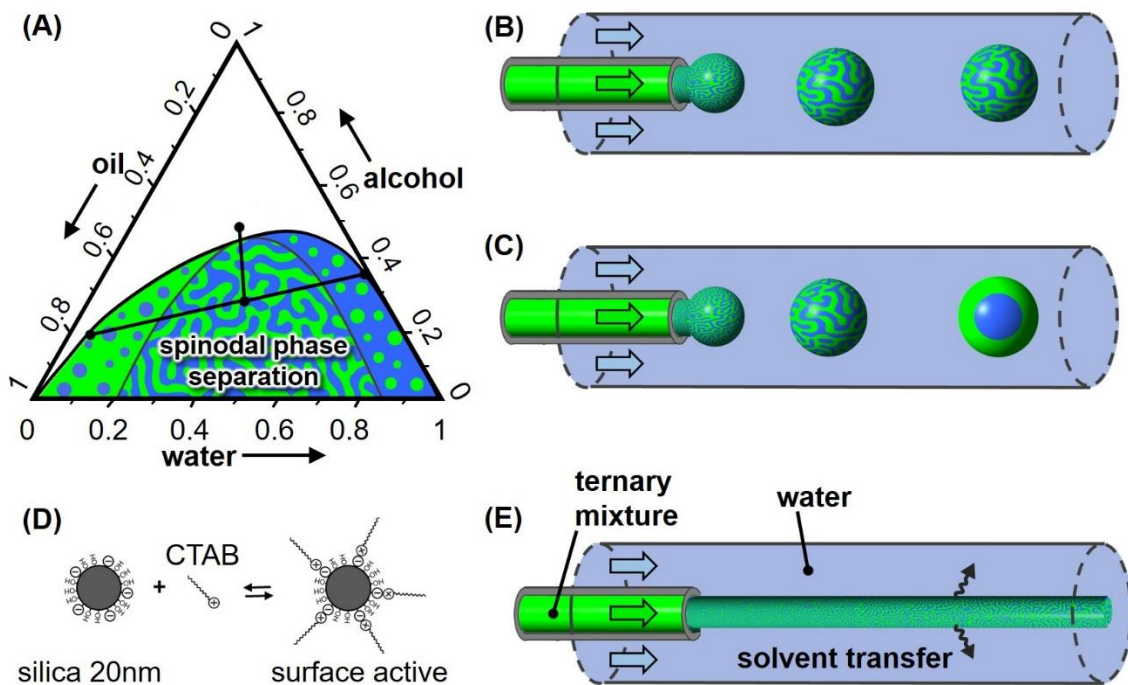 (A)
0 1
0.2
0.4
0.6
0.8
1
oil
0.8
0.6
0.4
0.2
0
alcohol
spinodal phase
separation
0 0.2 0.4 0.6 0.8 1
water
(B)
(C)
(D)
CTAB
+
silica 20nm
surface active
HO
OH
(E)
ternary
mixture
water
solvent transfer